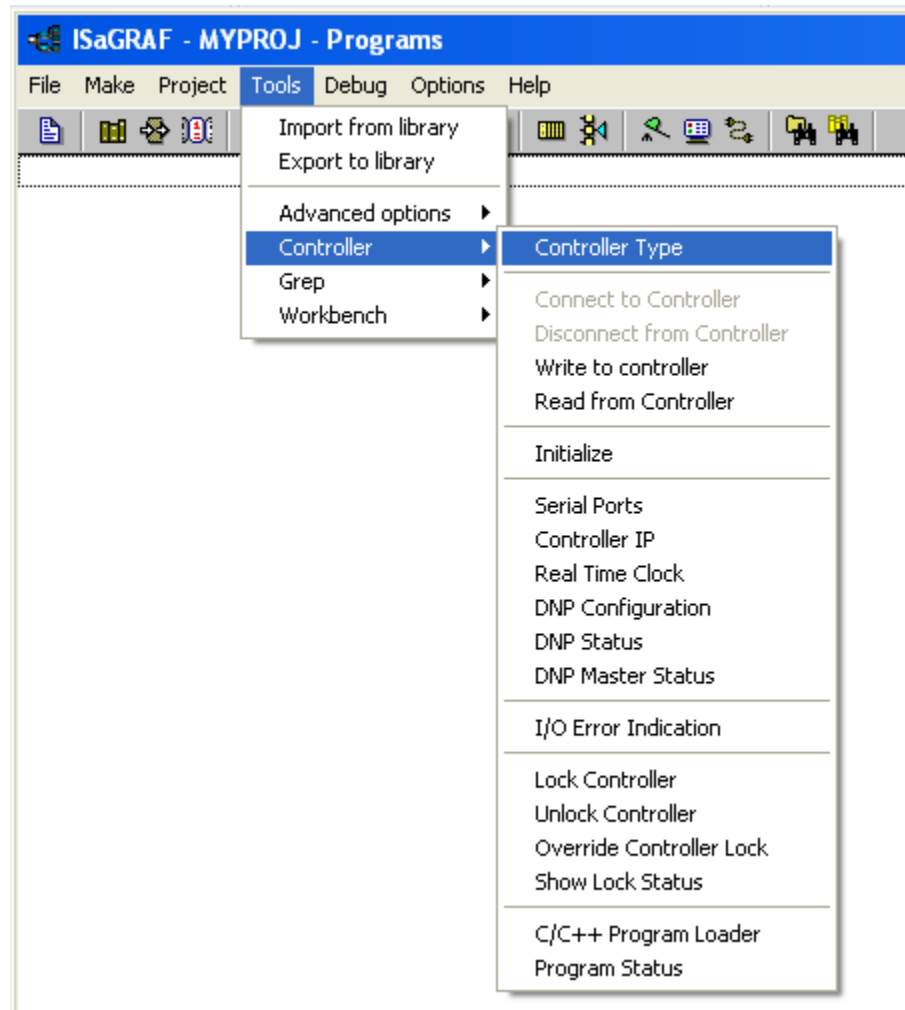 ISaGRAF - MYPROJ - Programs
File Make Project Tools Debug Options Help
Import from library
Export to library
Advanced options
Controller
Grep
Workbench
Controller Type
Connect to Controller
Disconnect from Controller
Write to controller
Read from Controller
Initialize
Serial Ports
Controller IP
Real Time Clock
DNP Configuration
DNP Status
DNP Master Status
I/O Error Indication
Lock Controller
Unlock Controller
Override Controller Lock
Show Lock Status
C/C++ Program Loader
Program Status